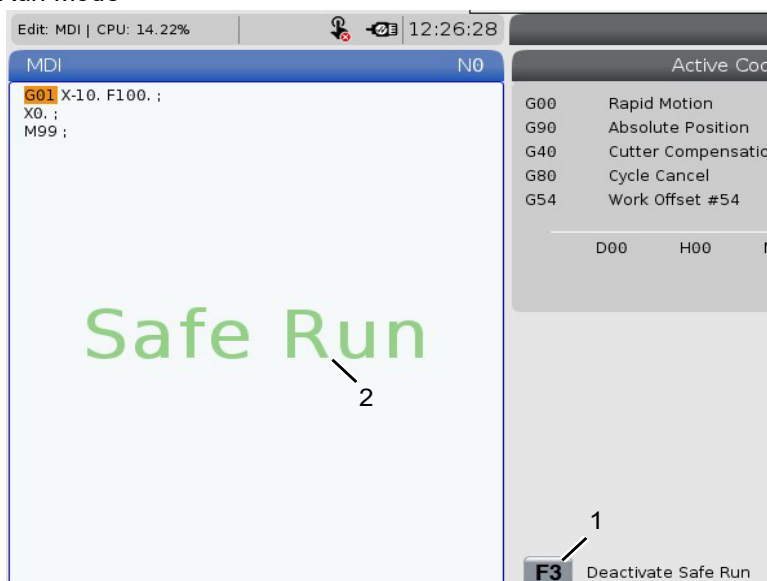 Edit: MDI | CPU: 14.22%
12:26:28
MDI N0
G01 X-10. F100. ;
X0. ;
M99 ;
Safe Run
2
Active
G00 Rapid Motion
G90 Absolute Position
G40 Cutter
G80 Cycle Cancel
G54 Work Offset #54
D00 H00
1
F3 Deactivate Safe Run